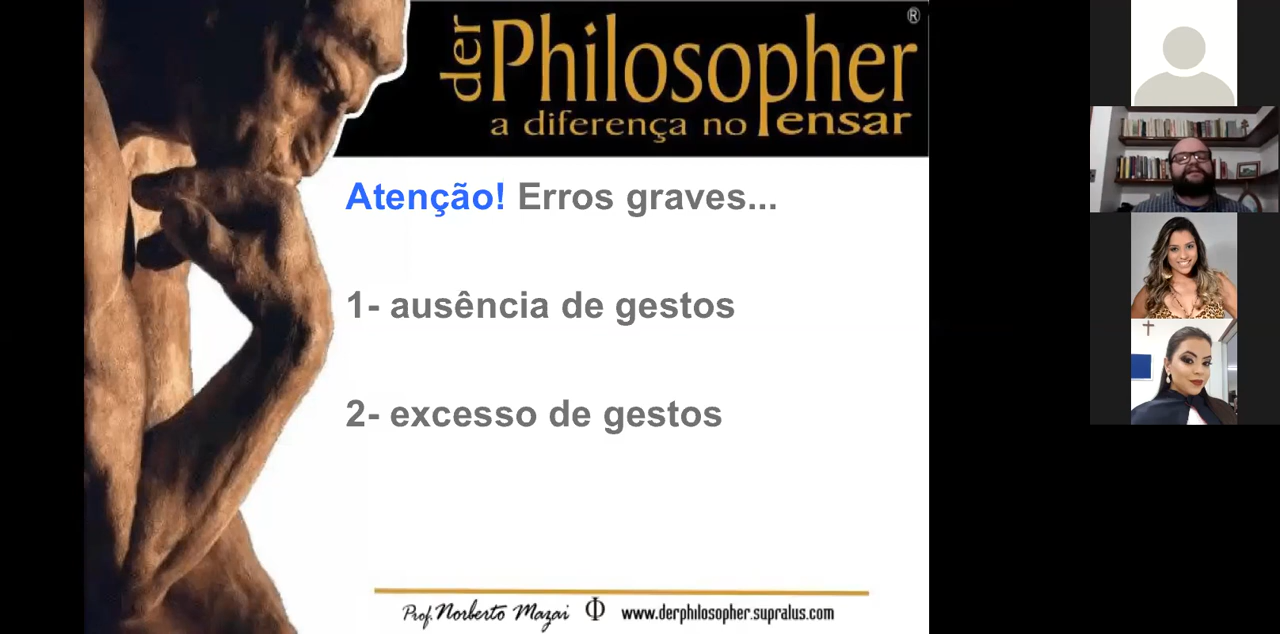 der Philosopher ®
a diferença no Pensar
Atenção! Erros graves...
1- ausência de gestos
2- excesso de gestos
Prof. Norberto Mazai Φ www.derphilosopher.supralus.com